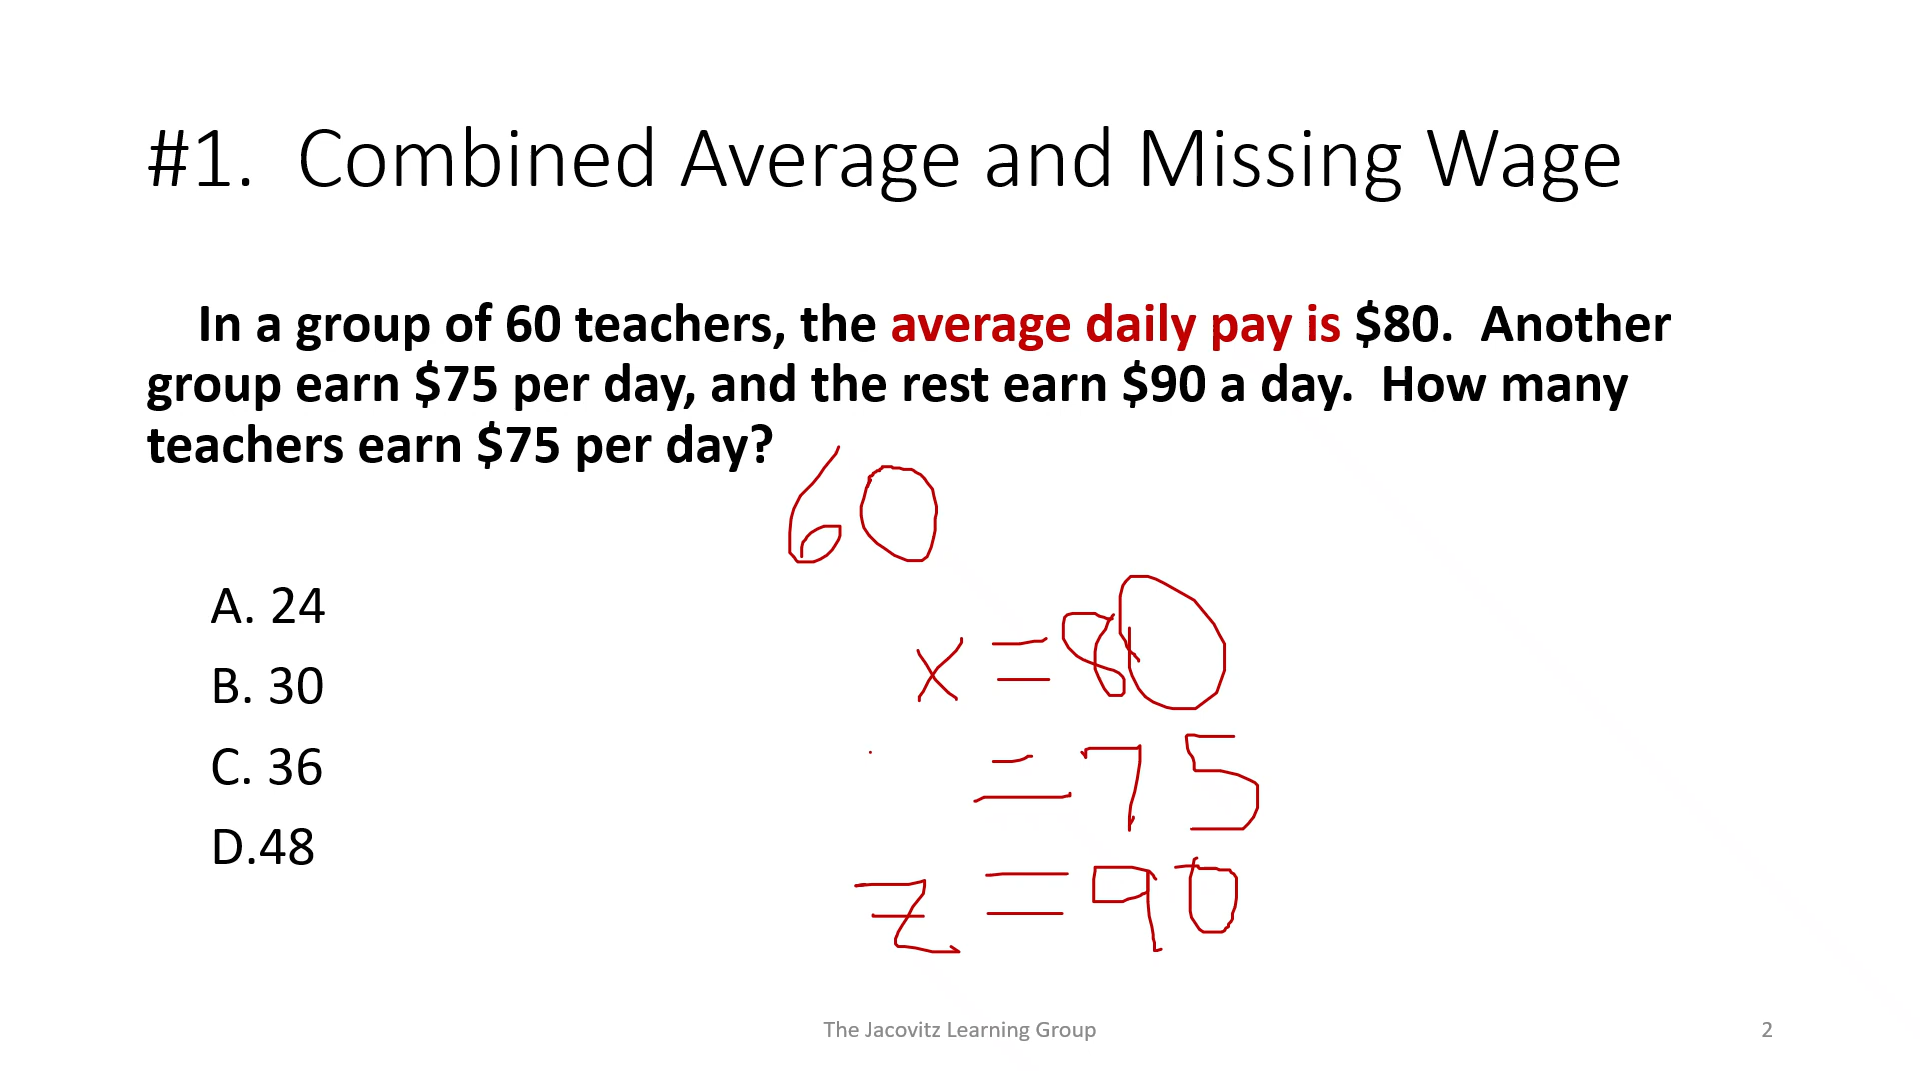 #1. Combined Average and Missing Wage
In a group of 60 teachers, the average daily pay is $80. Another
group earn $75 per day, and the rest earn $90 a day. How many
teachers earn $75 per day?
60
A. 24
x = 80
B. 30
C. 36
= 75
D.48
z = 90
The Jacovitz Learning Group
2